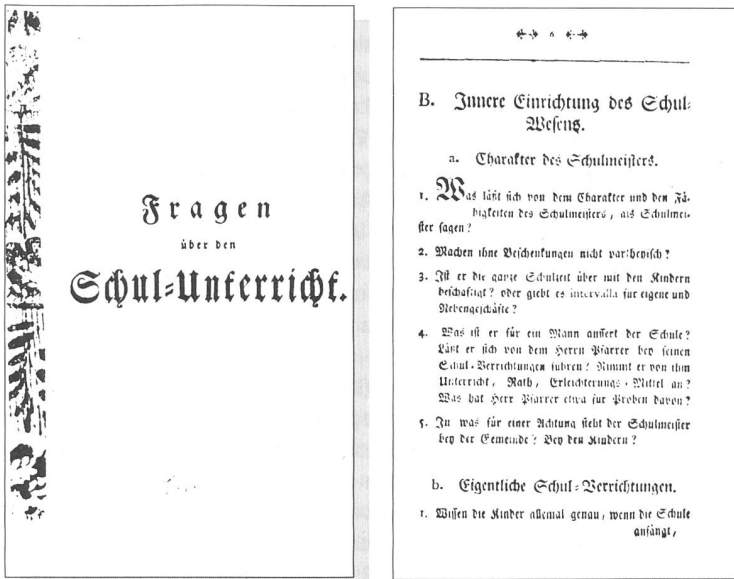 Fragen
über den
Schul-Unterricht.
6
B. Innere Einrichtung des Schul-
Wesens.
a. Charakter des Schulmeisters.
1. Was läßt sich von dem Charakter und den Fä-
higkeiten des Schulmeisters, als Schulmei-
ster sagen?
2. Machen ihne Beschenkungen nicht partheyisch?
3. Ist er die ganze Schulzeit über mit den Kindern
beschäftigt? oder giebt es intervalla für eigene und
Nebengeschäfte?
4. Was ist er für ein Mann aussert der Schule?
Läßt er sich von dem Herrn Pfarrer bey seinen
Schul-Verrichtungen führen? Nimmt er von ihm
Unterricht, Rath, Erleichterungs-Mittel an?
Was hat Herr Pfarrer etwa für Proben davon?
5. In was für einer Achtung steht der Schulmeister
bey der Gemeinde? Bey den Kindern?
b. Eigentliche Schul-Verrichtungen.
1. Wissen die Kinder allemal genau, wenn die Schule
anfängt,